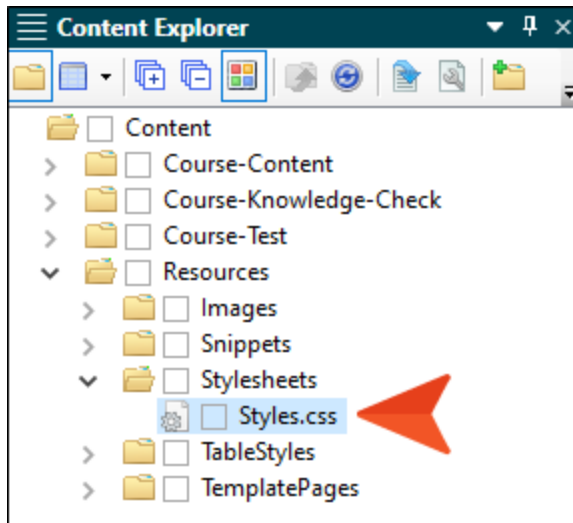 Content Explorer
Content
Course-Content
Course-Knowledge-Check
Course-Test
Resources
Images
Snippets
Stylesheets
Styles.css
TableStyles
TemplatePages